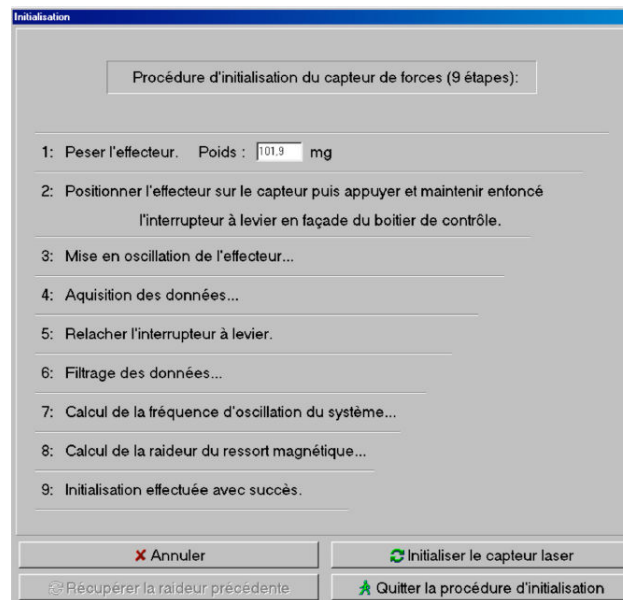 Initialisation
Procédure d'initialisation du capteur de forces (9 étapes):
1: Peser l'effecteur. Poids : 101,9 mg
2: Positionner l'effecteur sur le capteur puis appuyer et maintenir enfoncé
l'interrupteur à levier en façade du boitier de contrôle.
3: Mise en oscillation de l'effecteur...
4: Aquisition des données...
5: Relacher l'interrupteur à levier.
6: Filtrage des données...
7: Calcul de la fréquence d'oscillation du système...
8: Calcul de la raideur du ressort magnétique...
9: Initialisation effectuée avec succès.
Annuler
Initialiser le capteur laser
Récupérer la raideur précédente
Quitter la procédure d'initialisation